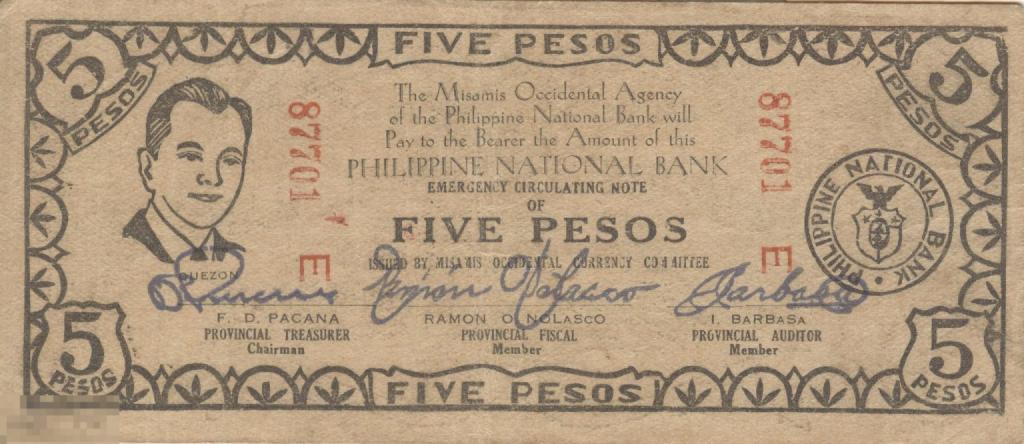 FIVE PESOS
5 PESOS
5 PESOS
The Misamis Occidental Agency
of the Philippine National Bank will
Pay to the Bearer the Amount of this
PHILIPPINE NATIONAL BANK
EMERGENCY CIRCULATING NOTE
OF
FIVE PESOS
ISSUED BY MISAMIS OCCIDENTAL CURRENCY COMMITTEE
87701 E
87701 E
PHILIPPINE NATIONAL BANK
QUEZON
Ramon O. Nolasco
Barbasa
F. D. PACANA
PROVINCIAL TREASURER
Chairman
RAMON O. NOLASCO
PROVINCIAL FISCAL
Member
I. BARBASA
PROVINCIAL AUDITOR
Member
5 PESOS
FIVE PESOS
5 PESOS